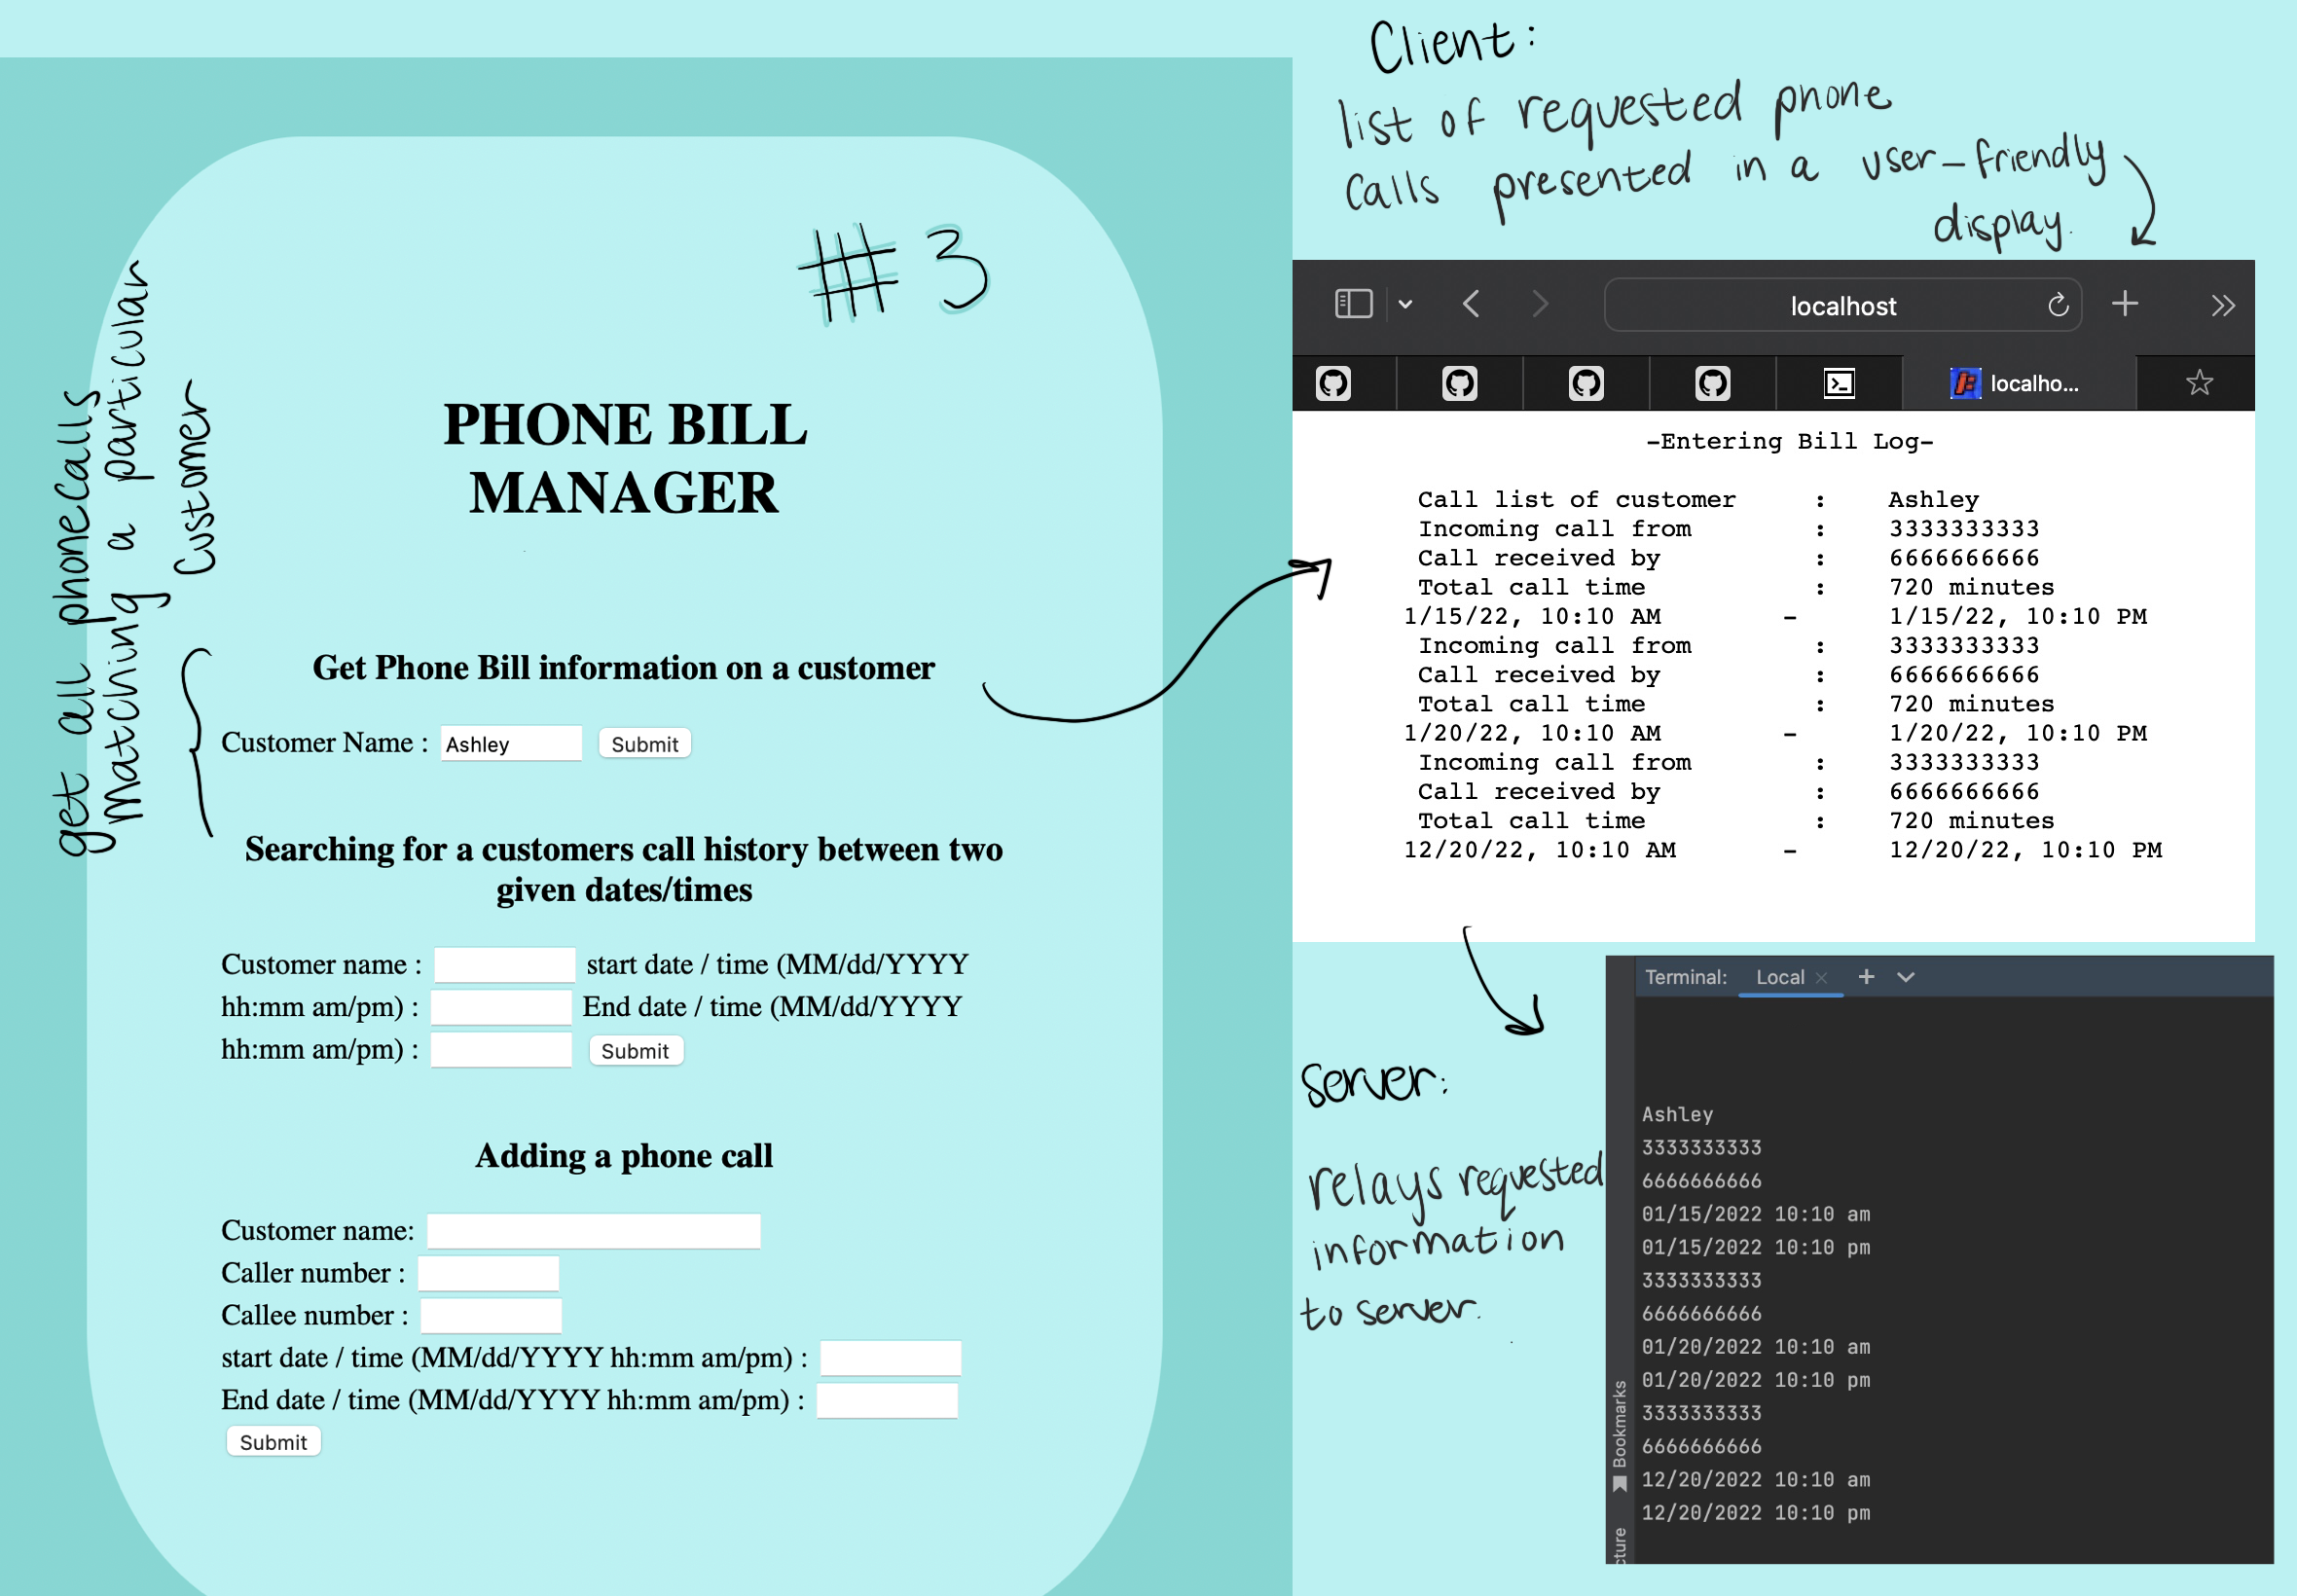 #3
PHONE BILL
MANAGER
get all phone calls
matching a particular
customer
Get Phone Bill information on a customer
Customer Name : Ashley Submit
Searching for a customers call history between two
given dates/times
Customer name : start date / time (MM/dd/YYYY
hh:mm am/pm) : End date / time (MM/dd/YYYY
hh:mm am/pm) : Submit
Adding a phone call
Customer name:
Caller number :
Callee number :
start date / time (MM/dd/YYYY hh:mm am/pm) :
End date / time (MM/dd/YYYY hh:mm am/pm) :
Submit
Client:
list of requested phone
calls presented in a user-friendly
display.
localhost
localho...
-Entering Bill Log-
Call list of customer : Ashley
Incoming call from : 3333333333
Call received by : 6666666666
Total call time : 720 minutes
1/15/22, 10:10 AM - 1/15/22, 10:10 PM
Incoming call from : 3333333333
Call received by : 6666666666
Total call time : 720 minutes
1/20/22, 10:10 AM - 1/20/22, 10:10 PM
Incoming call from : 3333333333
Call received by : 6666666666
Total call time : 720 minutes
12/20/22, 10:10 AM - 12/20/22, 10:10 PM
Server:
relays requested
information
to server.
Terminal: Local
Ashley
3333333333
6666666666
01/15/2022 10:10 am
01/15/2022 10:10 pm
3333333333
6666666666
01/20/2022 10:10 am
01/20/2022 10:10 pm
3333333333
6666666666
12/20/2022 10:10 am
12/20/2022 10:10 pm
Bookmarks
cture